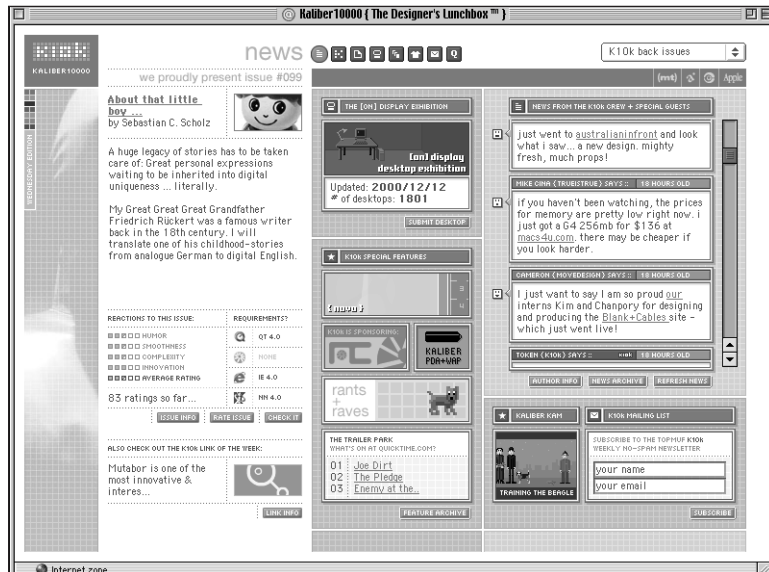 @ Kaliber10000 { The Designer's Lunchbox ™ }
k10k
KALIBER10000
news
Q
K10k back issues
we proudly present issue #099
(mt)
Apple
WEDNESDAY EDITION
About that little
boy ...
by Sebastian C. Scholz
A huge legacy of stories has to be taken
care of: Great personal expressions
waiting to be inherited into digital
uniqueness ... literally.
My Great Great Great Grandfather
Friedrich Rückert was a famous writer
back in the 18th century. I will
translate one of his childhood-stories
from analogue German to digital English.
REACTIONS TO THIS ISSUE:
HUMOR
SMOOTHNESS
COMPLEXITY
INNOVATION
AVERAGE RATING
83 ratings so far...
REQUIREMENTS?
QT 4.0
NONE
IE 4.0
NN 4.0
ISSUE INFO
RATE ISSUE
CHECK IT
ALSO CHECK OUT THE K10K LINK OF THE WEEK:
Mutabor is one of the
most innovative &
interes...
LINK INFO
THE [ON] DISPLAY EXHIBITION
[on] display
desktop exhibition
Updated: 2000/12/12
# of desktops: 1801
SUBMIT DESKTOP
K10K SPECIAL FEATURES
K10K IS SPONSORING:
KALIBER
PDA+WAP
rants
+
raves
THE TRAILER PARK
WHAT'S ON AT QUICKTIME.COM?
01 Joe Dirt
02 The Pledge
03 Enemy at the..
FEATURE ARCHIVE
NEWS FROM THE K10K CREW + SPECIAL GUESTS
just went to australianinfront and look
what i saw... a new design. mighty
fresh, much props!
MIKE CINA (TRUEISTRUE) SAYS :: 18 HOURS OLD
if you haven't been watching, the prices
for memory are pretty low right now. i
just got a G4 256mb for $136 at
macs4u.com. there may be cheaper if
you look harder.
CAMERON (MOVEDESIGN) SAYS :: 18 HOURS OLD
I just want to say I am so proud our
interns Kim and Chanpory for designing
and producing the Blank+Cables site -
which just went live!
TOKEN (K10K) SAYS :: k10k 18 HOURS OLD
AUTHOR INFO
NEWS ARCHIVE
REFRESH NEWS
KALIBER KAM
TRAINING THE BEAGLE
K10K MAILING LIST
SUBSCRIBE TO THE TOPMUF K10K
WEEKLY NO-SPAM NEWSLETTER
your name
your email
SUBSCRIBE
Internet zone